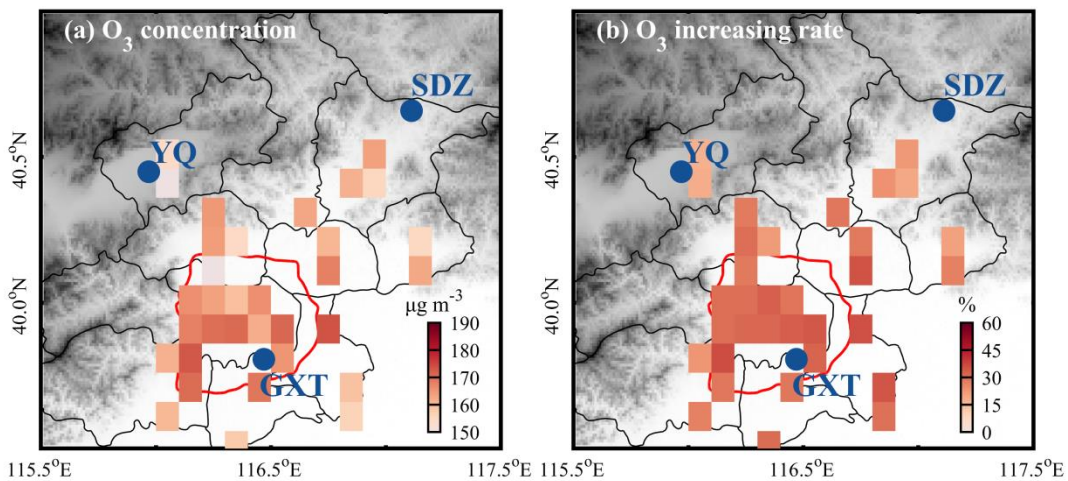 (a) O₃ concentration
SDZ
YQ
GXT
μg m⁻³
190
180
170
160
150
40.5°N
40.0°N
115.5°E
116.5°E
117.5°E
(b) O₃ increasing rate
SDZ
YQ
GXT
%
60
45
30
15
0
40.5°N
40.0°N
115.5°E
116.5°E
117.5°E